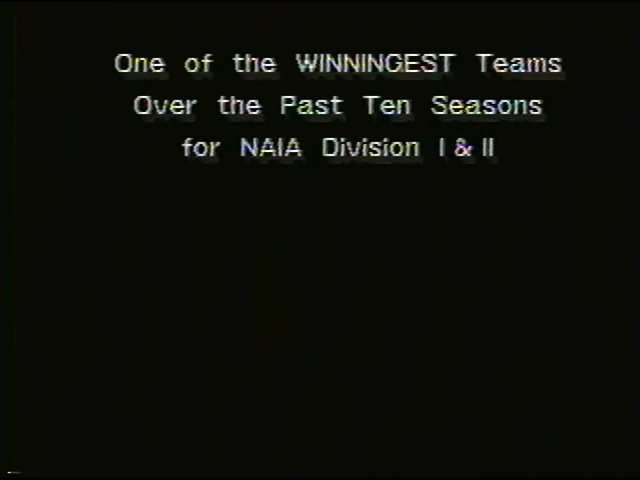 One of the WINNINGEST Teams
Over the Past Ten Seasons
for NAIA Division I & II